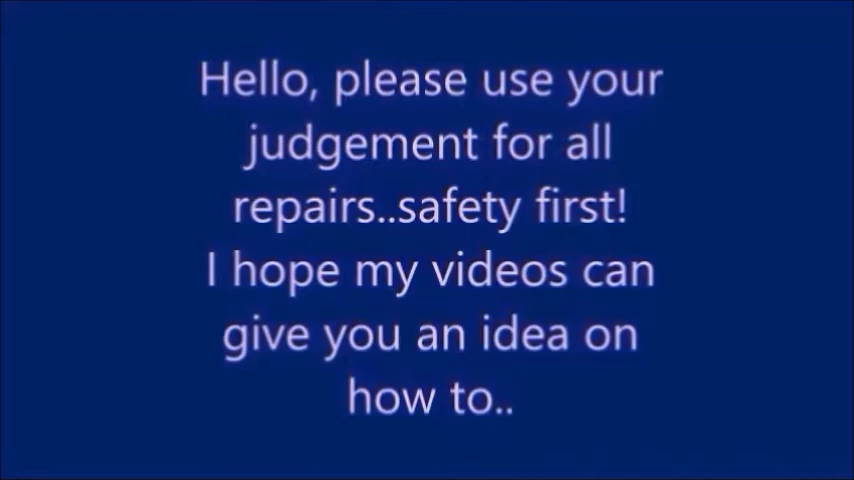 Hello, please use your
judgement for all
repairs..safety first!
I hope my videos can
give you an idea on
how to..